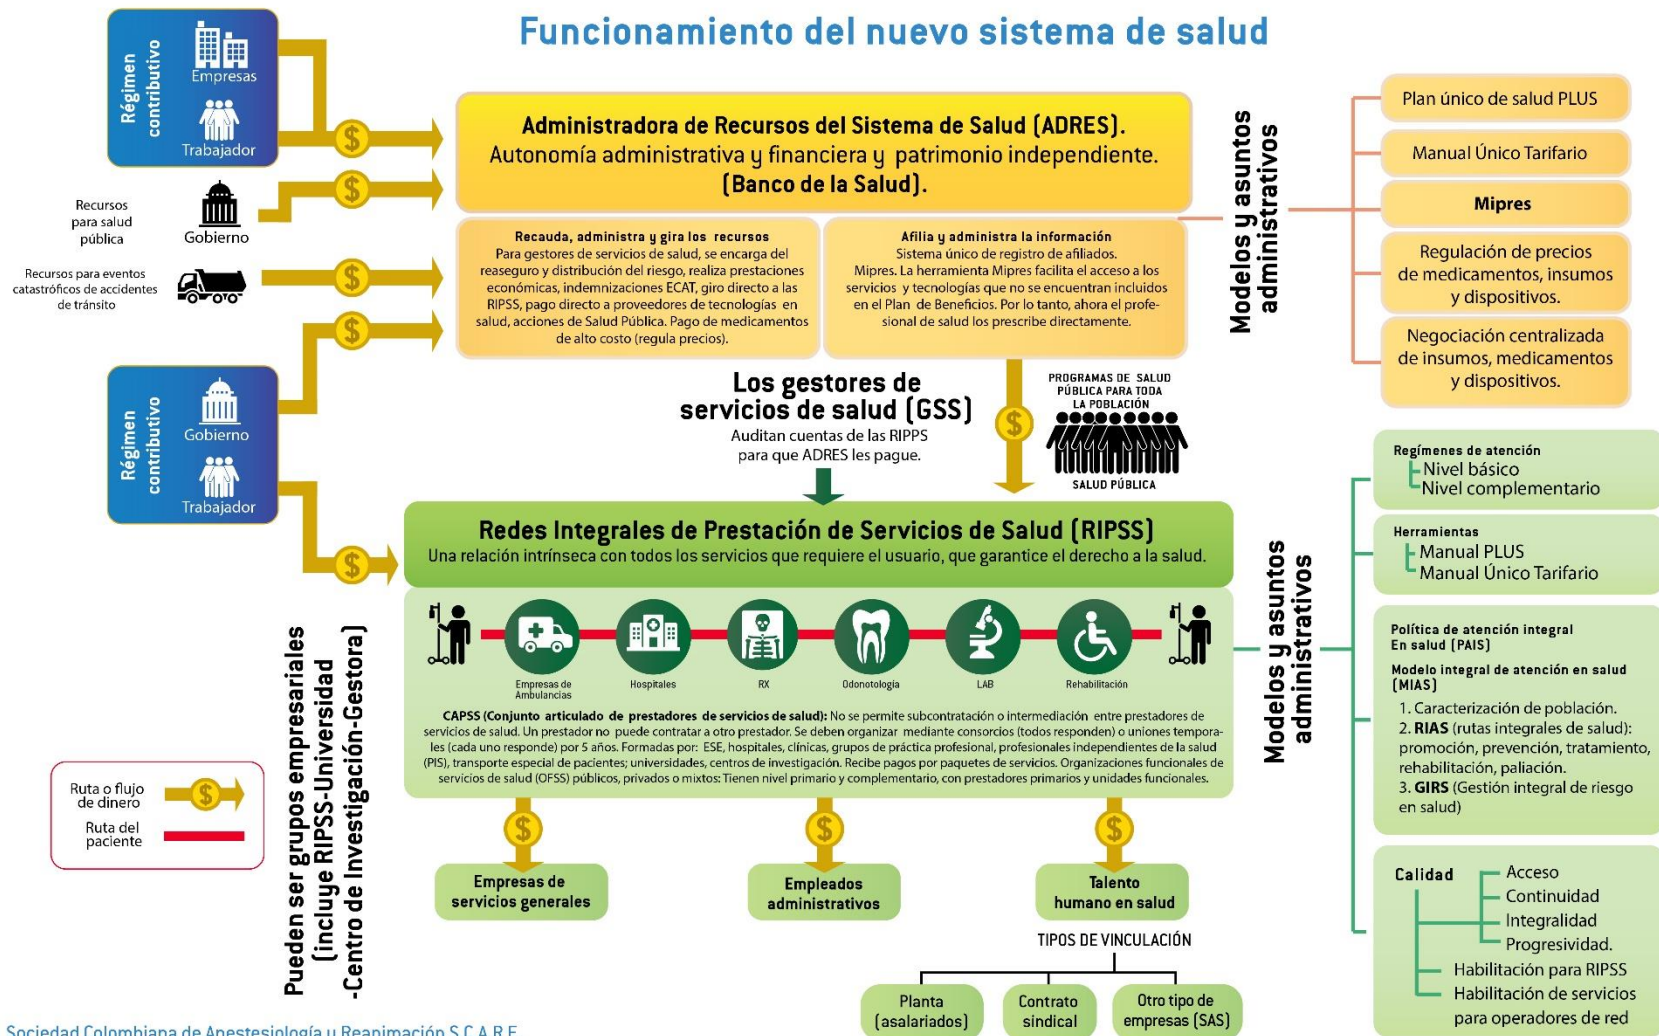 Funcionamiento del nuevo sistema de salud
Régimen
contributivo
Empresas
Trabajador
Recursos
para salud
pública
Gobierno
Recursos para eventos
catastróficos de accidentes
de tránsito
Régimen
contributivo
Gobierno
Trabajador
Administradora de Recursos del Sistema de Salud (ADRES).
Autonomía administrativa y financiera y patrimonio independiente.
(Banco de la Salud).
Recauda, administra y gira los recursos
Para gestores de servicios de salud, se encarga del
reaseguro y distribución del riesgo, realiza prestaciones
económicas, indemnizaciones ECAT, giro directo a las
RIPSS, pago directo a proveedores de tecnologías en
salud, acciones de Salud Pública. Pago de medicamentos
de alto costo (regula precios).
Afilia y administra la información
Sistema único de registro de afiliados.
Mipres. La herramienta Mipres facilita el acceso a los
servicios y tecnologías que no se encuentran incluidos
en el Plan de Beneficios. Por lo tanto, ahora el profe-
sional de salud los prescribe directamente.
Modelos y asuntos
administrativos
Plan único de salud PLUS
Manual Único Tarifario
Mipres
Regulación de precios
de medicamentos, insumos
y dispositivos.
Negociación centralizada
de insumos, medicamentos
y dispositivos.
Los gestores de
servicios de salud (GSS)
Auditan cuentas de las RIPPS
para que ADRES les pague.
$
PROGRAMAS DE SALUD
PÚBLICA PARA TODA
LA POBLACIÓN
SALUD PÚBLICA
$
$
$
$
$
Redes Integrales de Prestación de Servicios de Salud (RIPSS)
Una relación intrínseca con todos los servicios que requiere el usuario, que garantice el derecho a la salud.
Empresas de
Ambulancias
Hospitales
RX
Odonotología
LAB
Rehabilitación
CAPSS (Conjunto articulado de prestadores de servicios de salud): No se permite subcontratación o intermediación entre prestadores de
servicios de salud. Un prestador no puede contratar a otro prestador. Se deben organizar mediante consorcios (todos responden) o uniones tempora-
les (cada uno responde) por 5 años. Formadas por: ESE, hospitales, clínicas, grupos de práctica profesional, profesionales independientes de la salud
(PIS), transporte especial de pacientes; universidades, centros de investigación. Recibe pagos por paquetes de servicios. Organizaciones funcionales de
servicios de salud (OFSS) públicos, privados o mixtos: Tienen nivel primario y complementario, con prestadores primarios y unidades funcionales.
Modelos y asuntos
administrativos
Regímenes de atención
Nivel básico
Nivel complementario
Herramientas
Manual PLUS
Manual Único Tarifario
Política de atención integral
En salud (PAIS)
Modelo integral de atención en salud
(MIAS)
1. Caracterización de población.
2. RIAS (rutas integrales de salud):
promoción, prevención, tratamiento,
rehabilitación, paliación.
3. GIRS (Gestión integral de riesgo
en salud)
Calidad
Acceso
Continuidad
Integralidad
Progresividad.
Habilitación para RIPSS
Habilitación de servicios
para operadores de red
Ruta o flujo
de dinero
$
Ruta del
paciente
Pueden ser grupos empresariales
(incluye RIPSS-Universidad
-Centro de Investigación-Gestora)
$
$
$
Empresas de
servicios generales
Empleados
administrativos
Talento
humano en salud
TIPOS DE VINCULACIÓN
Planta
(asalariados)
Contrato
sindical
Otro tipo de
empresas (SAS)
Sociedad Colombiana de Anestesiología y Reanimación S.C.A.R.E.